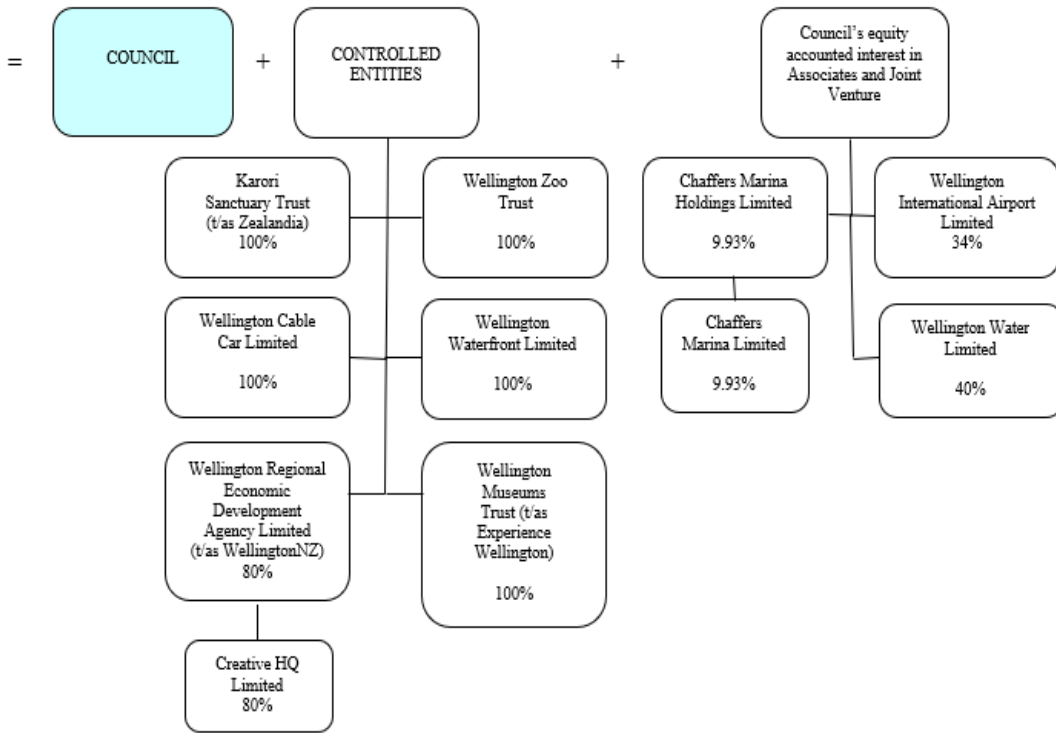 =
COUNCIL
+
CONTROLLED
ENTITIES
+
Council’s equity
accounted interest in
Associates and Joint
Venture
Karori
Sanctuary Trust
(t/as Zealandia)
100%
Wellington Zoo
Trust
100%
Chaffers Marina
Holdings Limited
9.93%
Wellington
International Airport
Limited
34%
Wellington Cable
Car Limited
100%
Wellington
Waterfront Limited
100%
Chaffers
Marina Limited
9.93%
Wellington Water
Limited
40%
Wellington Regional
Economic
Development
Agency Limited
(t/as WellingtonNZ)
80%
Wellington
Museums
Trust (t/as
Experience
Wellington)
100%
Creative HQ
Limited
80%